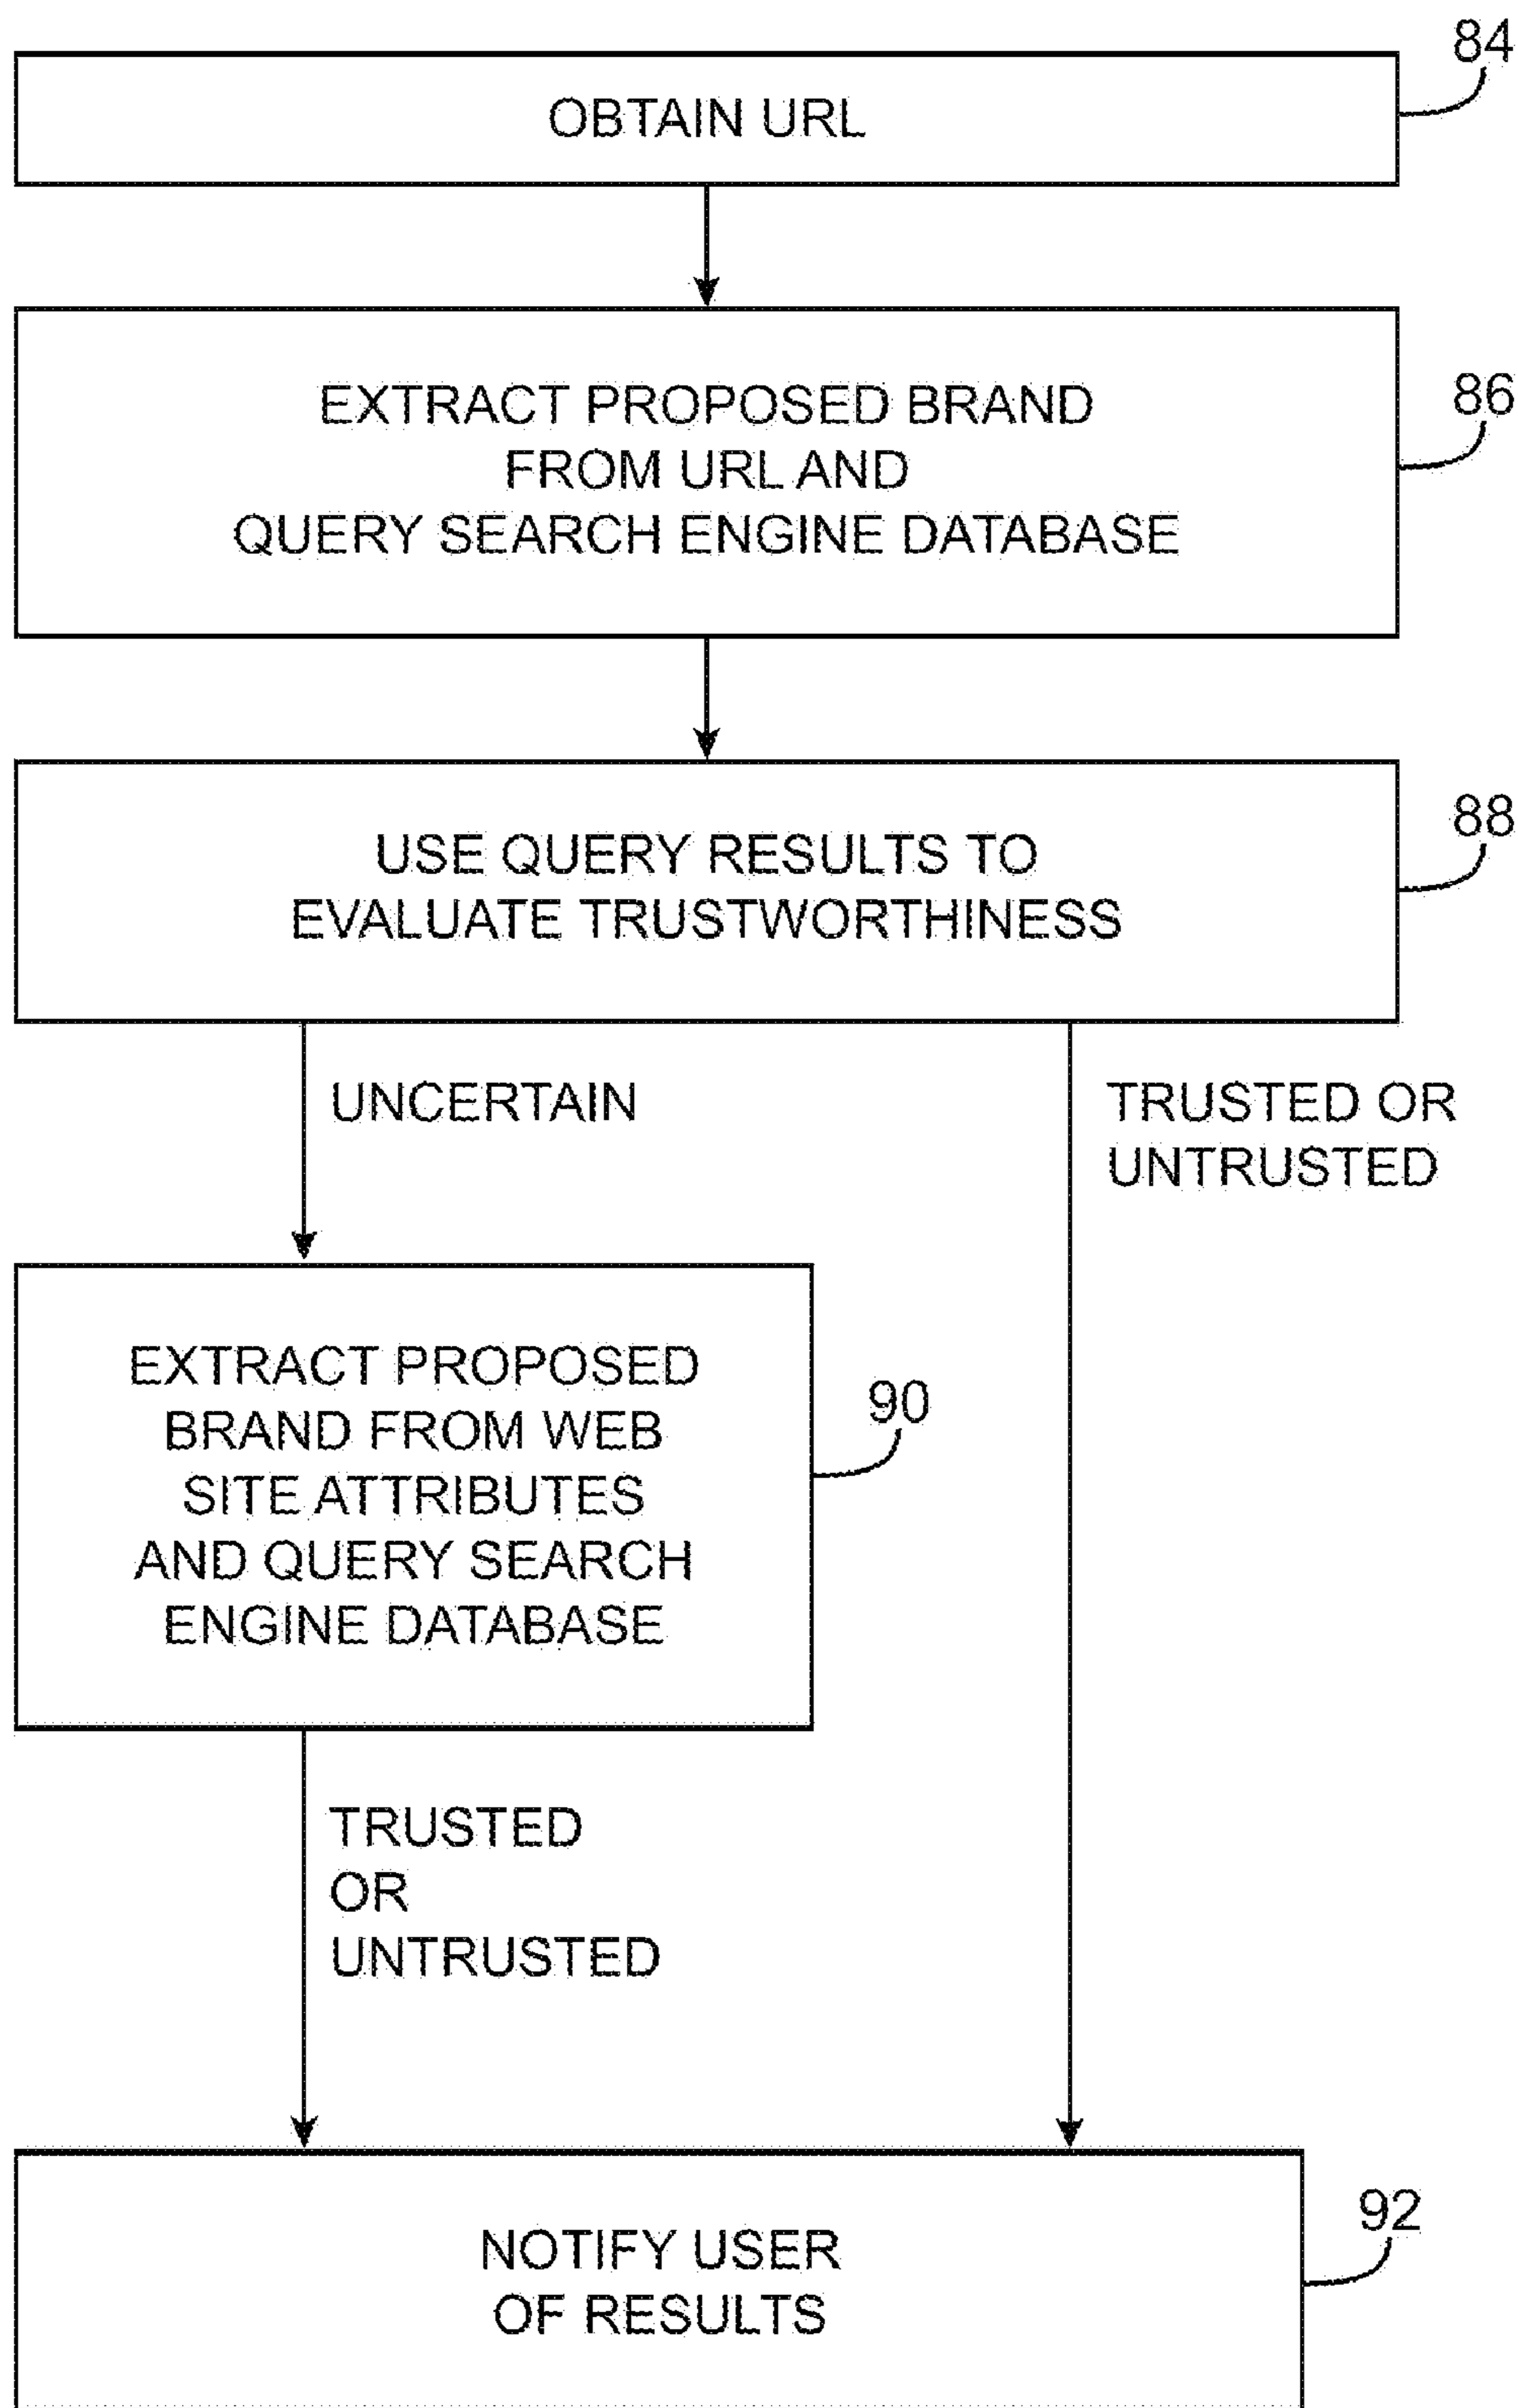 84
OBTAIN URL
86
EXTRACT PROPOSED BRAND
FROM URL AND
QUERY SEARCH ENGINE DATABASE
88
USE QUERY RESULTS TO
EVALUATE TRUSTWORTHINESS
UNCERTAIN
TRUSTED OR
UNTRUSTED
90
EXTRACT PROPOSED
BRAND FROM WEB
SITE ATTRIBUTES
AND QUERY SEARCH
ENGINE DATABASE
TRUSTED
OR
UNTRUSTED
92
NOTIFY USER
OF RESULTS